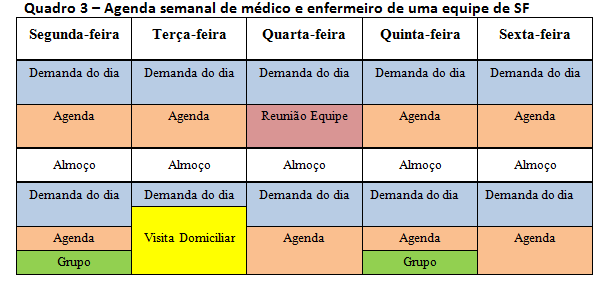 Quadro 3 – Agenda semanal de médico e enfermeiro de uma equipe de SF
Segunda-feira Terça-feira Quarta-feira Quinta-feira Sexta-feira
Demanda do dia Demanda do dia Demanda do dia Demanda do dia Demanda do dia
Agenda Agenda Reunião Equipe Agenda Agenda
Almoço Almoço Almoço Almoço Almoço
Demanda do dia Demanda do dia Demanda do dia Demanda do dia Demanda do dia
Agenda Visita Domiciliar Agenda Agenda Agenda
Grupo Grupo